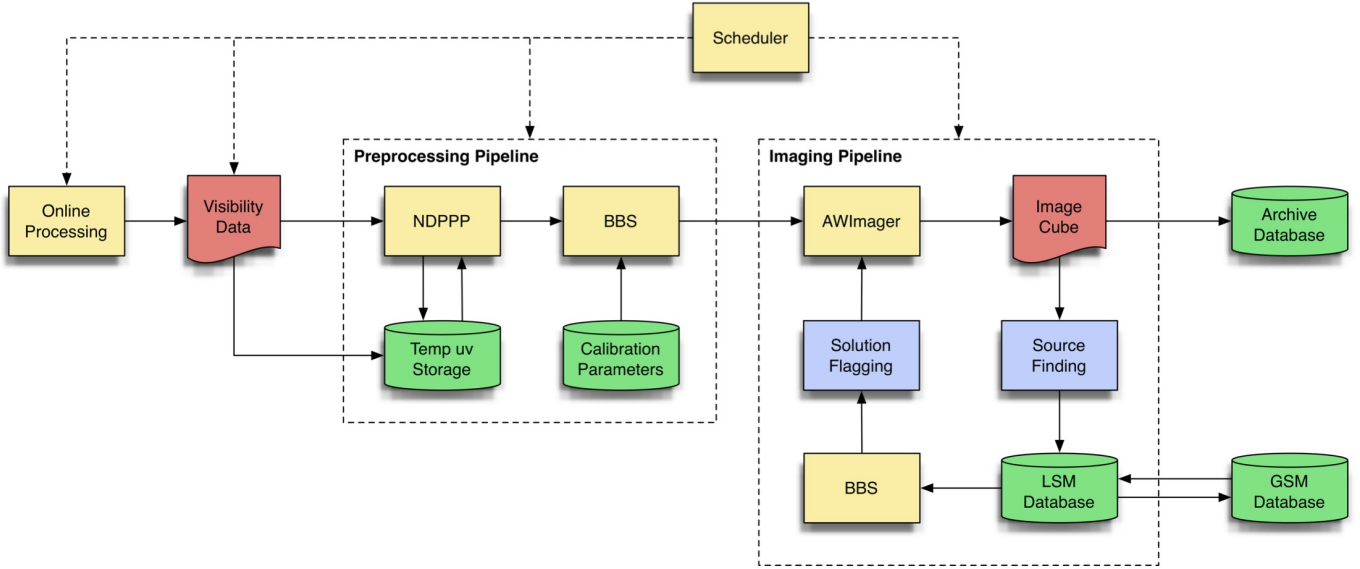 Scheduler
Preprocessing Pipeline
Imaging Pipeline
Online
Processing
Visibility
Data
NDPPP
BBS
AWImager
Image
Cube
Archive
Database
Temp uv
Storage
Calibration
Parameters
Solution
Flagging
Source
Finding
BBS
LSM
Database
GSM
Database